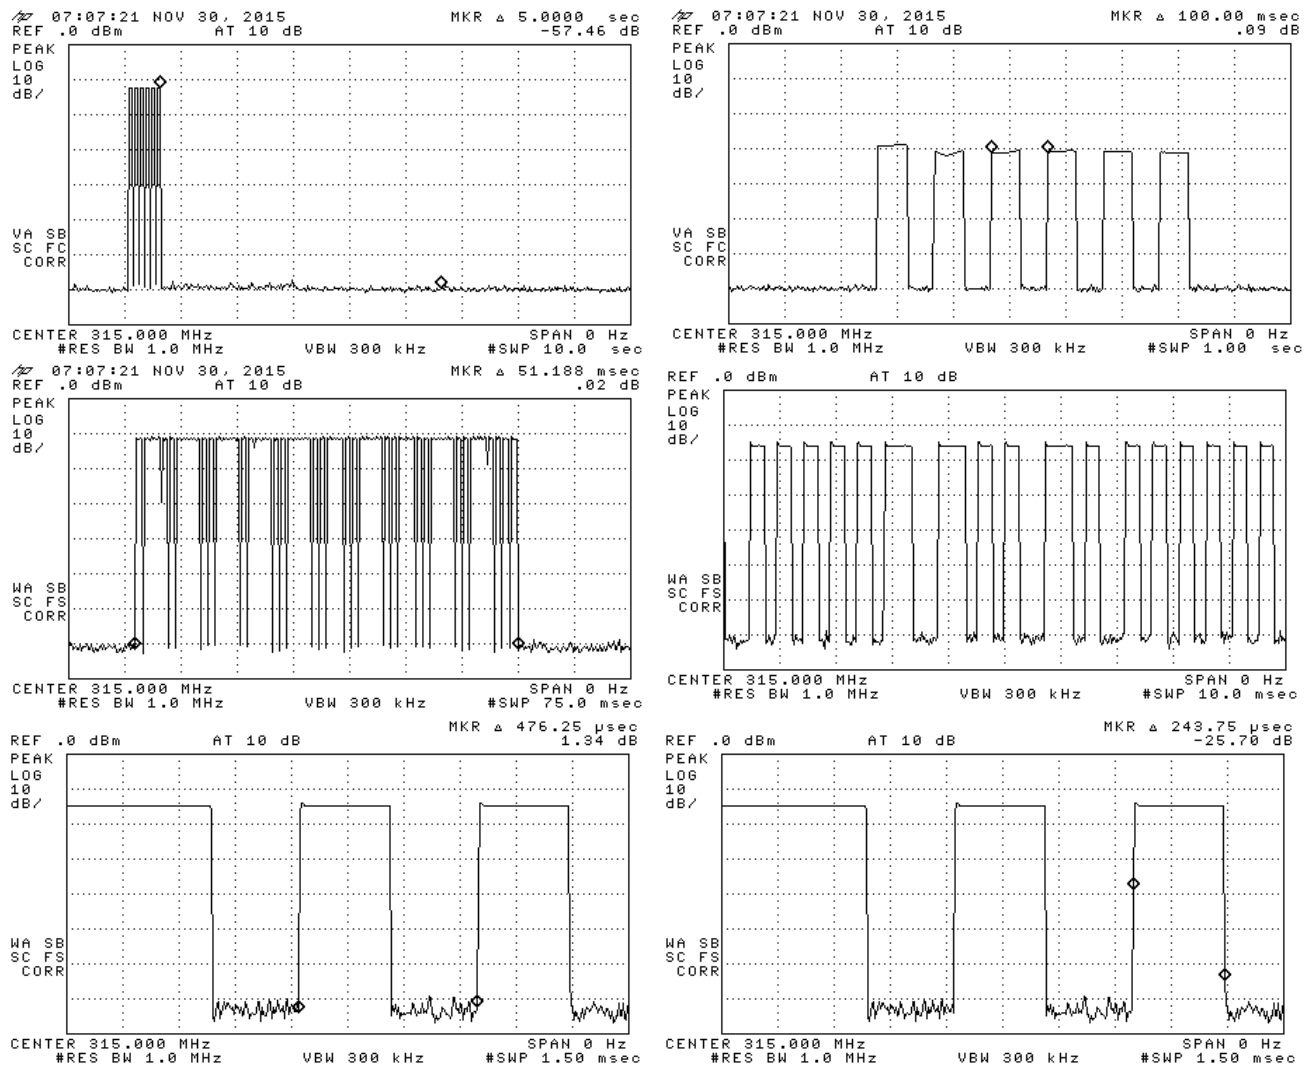 07:07:21 NOV 30, 2015 MKR Δ 5.0000 sec
REF .0 dBm AT 10 dB -57.46 dB
PEAK
LOG
10
dB/
VA SB
SC FC
CORR
CENTER 315.000 MHz SPAN 0 Hz
#RES BW 1.0 MHz VBW 300 kHz #SWP 10.0 sec
07:07:21 NOV 30, 2015 MKR Δ 100.00 msec
REF .0 dBm AT 10 dB .09 dB
PEAK
LOG
10
dB/
VA SB
SC FC
CORR
CENTER 315.000 MHz SPAN 0 Hz
#RES BW 1.0 MHz VBW 300 kHz #SWP 1.00 sec
07:07:21 NOV 30, 2015 MKR Δ 51.188 msec
REF .0 dBm AT 10 dB .02 dB
PEAK
LOG
10
dB/
WA SB
SC FS
CORR
CENTER 315.000 MHz SPAN 0 Hz
#RES BW 1.0 MHz VBW 300 kHz #SWP 75.0 msec
REF .0 dBm AT 10 dB
PEAK
LOG
10
dB/
WA SB
SC FS
CORR
CENTER 315.000 MHz SPAN 0 Hz
#RES BW 1.0 MHz VBW 300 kHz #SWP 10.0 msec
MKR Δ 476.25 μsec
REF .0 dBm AT 10 dB 1.34 dB
PEAK
LOG
10
dB/
WA SB
SC FS
CORR
CENTER 315.000 MHz SPAN 0 Hz
#RES BW 1.0 MHz VBW 300 kHz #SWP 1.50 msec
MKR Δ 243.75 μsec
REF .0 dBm AT 10 dB -25.70 dB
PEAK
LOG
10
dB/
WA SB
SC FS
CORR
CENTER 315.000 MHz SPAN 0 Hz
#RES BW 1.0 MHz VBW 300 kHz #SWP 1.50 msec